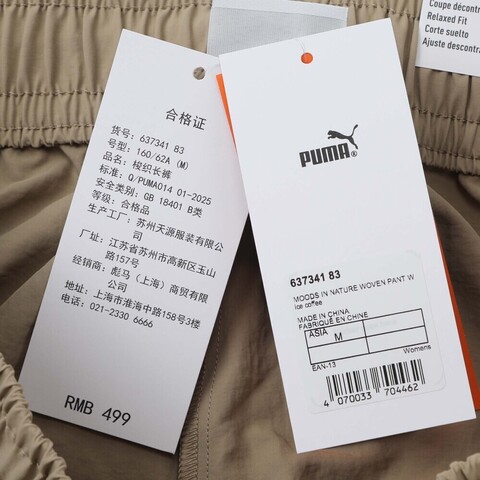 Coupe décontr
Relaxed Fit
Corte suelto
Ajuste descontra
合格证
货号: 637341 83
号型: 160/62A (M)
品名: 梭织长裤
标准: Q/PUMA014 01-2025
安全类别: GB 18401 B类
等级: 合格品
生产工厂: 苏州天源服装有限公
司
厂址: 江苏省苏州市高新区玉山
路157号
经销商: 彪马（上海）商贸有限
公司
地址: 上海市淮海中路158号3楼
电话: 021-2330 6666
RMB 499
PUMA®
637341 83
MOODS IN NATURE WOVEN PANT W
ice coffee
MADE IN CHINA
FABRIQUÉ EN CHINE
ASIA
M
EAN-13
Womens
4 070033 704462